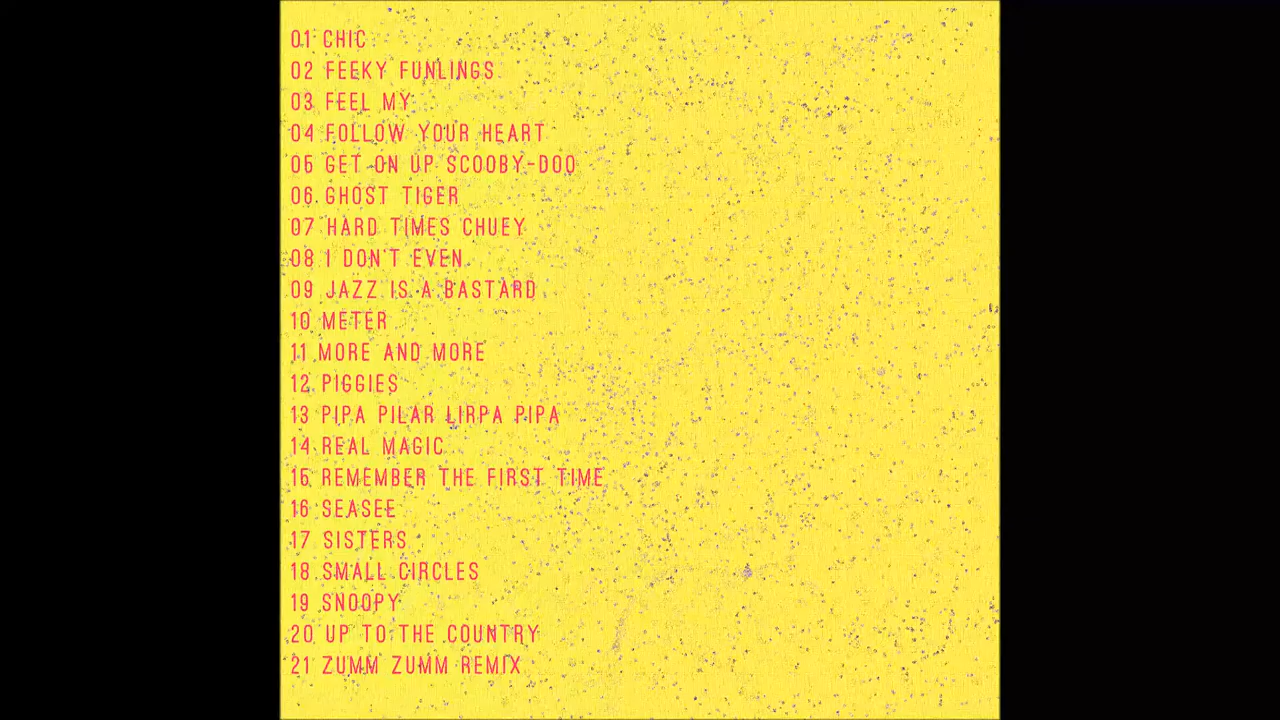 01 CHIC
02 FEEKY FUNLINGS
03 FEEL MY
04 FOLLOW YOUR HEART
05 GET ON UP SCOOBY-DOO
06 GHOST TIGER
07 HARD TIMES CHUEY
08 I DON'T EVEN
09 JAZZ IS A BASTARD
10 METER
11 MORE AND MORE
12 PIGGIES
13 PIPA PILAR LIRPA PIPA
14 REAL MAGIC
15 REMEMBER THE FIRST TIME
16 SEASEE
17 SISTERS
18 SMALL CIRCLES
19 SNOOPY
20 UP TO THE COUNTRY
21 ZUMM ZUMM REMIX